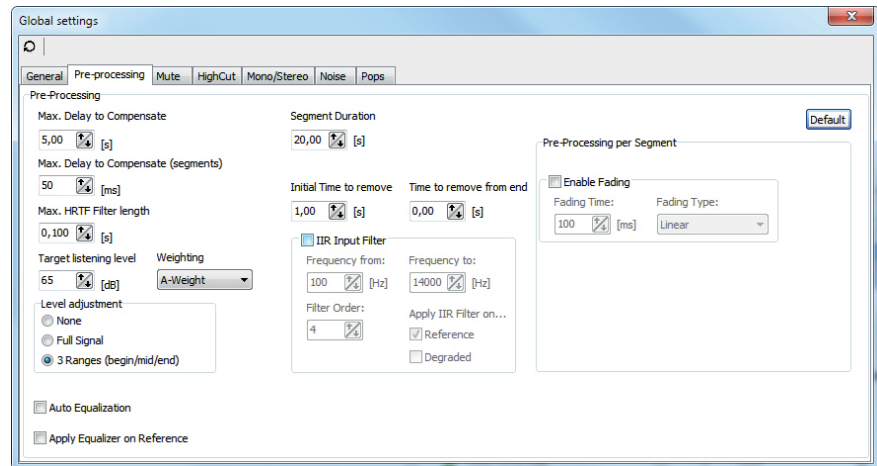 Global settings
General Pre-processing Mute HighCut Mono/Stereo Noise Pops
Pre-Processing
Default
Max. Delay to Compensate
5,00 [s]
Max. Delay to Compensate (segments)
50 [ms]
Max. HRTF Filter length
0,100 [s]
Target listening level Weighting
65 [dB] A-Weight
Level adjustment
None
Full Signal
3 Ranges (begin/mid/end)
Auto Equalization
Apply Equalizer on Reference
Segment Duration
20,00 [s]
Initial Time to remove Time to remove from end
1,00 [s] 0,00 [s]
IIR Input Filter
Frequency from: Frequency to:
100 [Hz] 14000 [Hz]
Filter Order:
4
Apply IIR Filter on...
Reference
Degraded
Pre-Processing per Segment
Enable Fading
Fading Time: Fading Type:
100 [ms] Linear